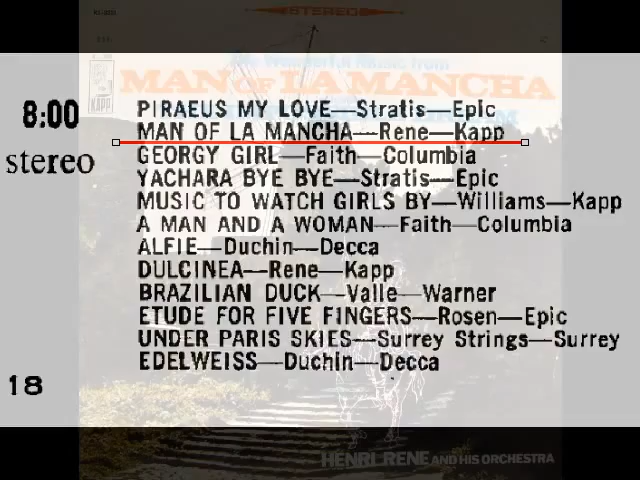 STEREO
MAN OF LA MANCHA
8:00
stereo
PIRAEUS MY LOVE—Stratis—Epic
MAN OF LA MANCHA—Rene—Kapp
GEORGY GIRL—Faith—Columbia
YACHARA BYE BYE—Stratis—Epic
MUSIC TO WATCH GIRLS BY—Williams—Kapp
A MAN AND A WOMAN—Faith—Columbia
ALFIE—Duchin—Decca
DULCINEA—Rene—Kapp
BRAZILIAN DUCK—Valle—Warner
ETUDE FOR FIVE FINGERS—Rosen—Epic
UNDER PARIS SKIES—Surrey Strings—Surrey
EDELWEISS—Duchin—Decca
18
HENRI RENE AND HIS ORCHESTRA